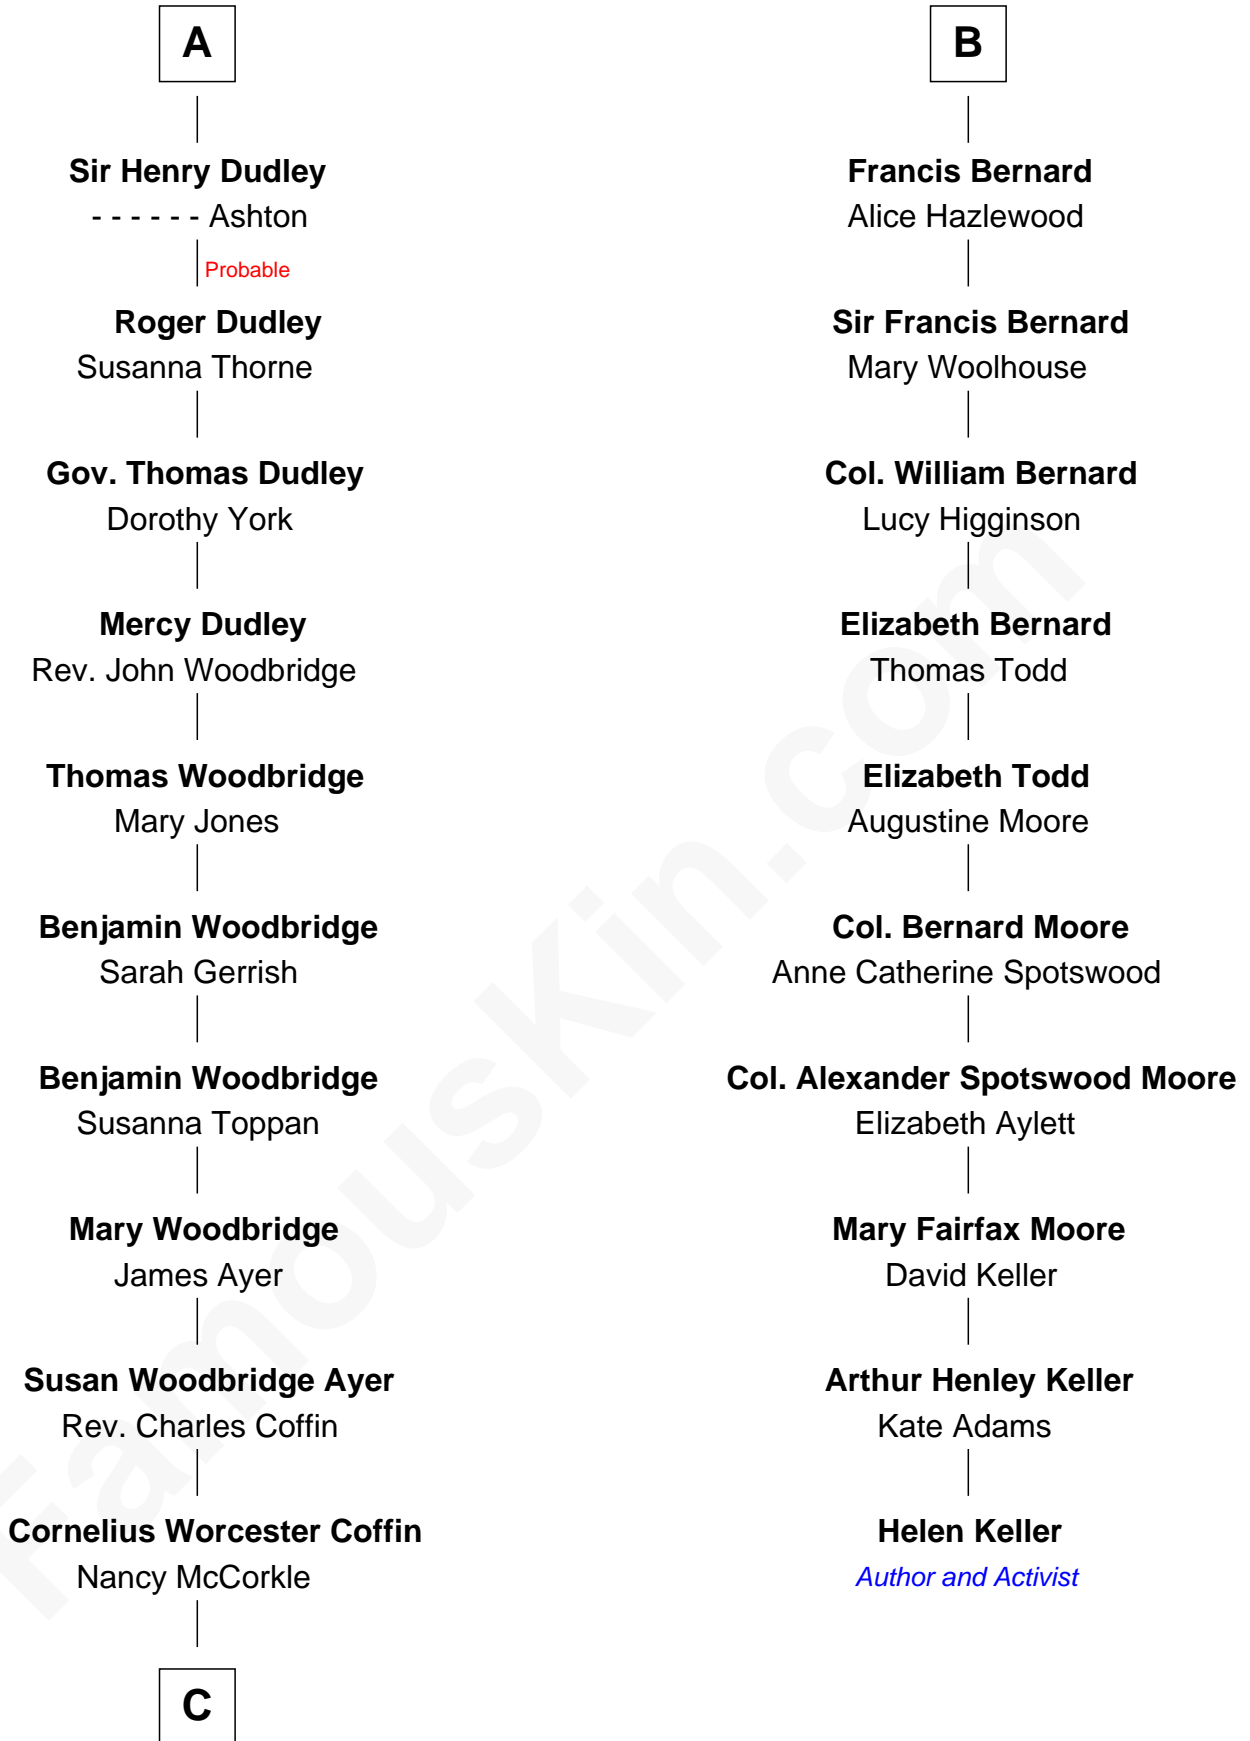 A
Sir Henry Dudley
- - - - - - Ashton
Probable
Roger Dudley
Susanna Thorne
Gov. Thomas Dudley
Dorothy York
Mercy Dudley
Rev. John Woodbridge
Thomas Woodbridge
Mary Jones
Benjamin Woodbridge
Sarah Gerrish
Benjamin Woodbridge
Susanna Toppan
Mary Woodbridge
James Ayer
Susan Woodbridge Ayer
Rev. Charles Coffin
Cornelius Worcester Coffin
Nancy McCorkle
C
B
Francis Bernard
Alice Hazlewood
Sir Francis Bernard
Mary Woolhouse
Col. William Bernard
Lucy Higginson
Elizabeth Bernard
Thomas Todd
Elizabeth Todd
Augustine Moore
Col. Bernard Moore
Anne Catherine Spotswood
Col. Alexander Spotswood Moore
Elizabeth Aylett
Mary Fairfax Moore
David Keller
Arthur Henley Keller
Kate Adams
Helen Keller
Author and Activist
FamousKin.com